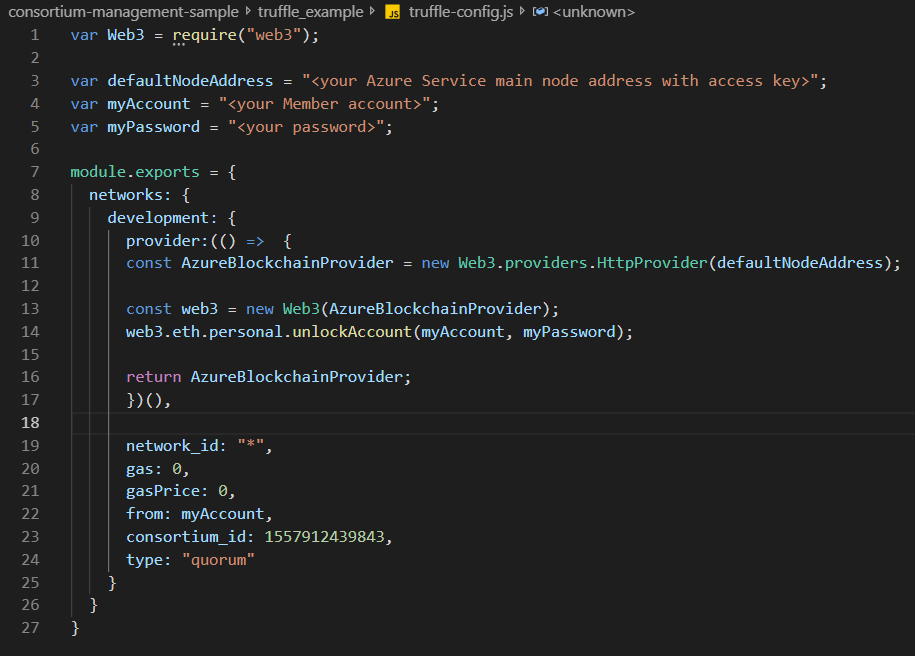 consortium-management-sample › truffle_example › JS truffle-config.js › <unknown>
1 var Web3 = require("web3");
2
3 var defaultNodeAddress = "<your Azure Service main node address with access key>";
4 var myAccount = "<your Member account>";
5 var myPassword = "<your password>";
6
7 module.exports = {
8   networks: {
9     development: {
10       provider:(() =>  {
11       const AzureBlockchainProvider = new Web3.providers.HttpProvider(defaultNodeAddress);
12
13       const web3 = new Web3(AzureBlockchainProvider);
14       web3.eth.personal.unlockAccount(myAccount, myPassword);
15
16       return AzureBlockchainProvider;
17       })(),
18
19       network_id: "*",
20       gas: 0,
21       gasPrice: 0,
22       from: myAccount,
23       consortium_id: 1557912439843,
24       type: "quorum"
25     }
26   }
27 }